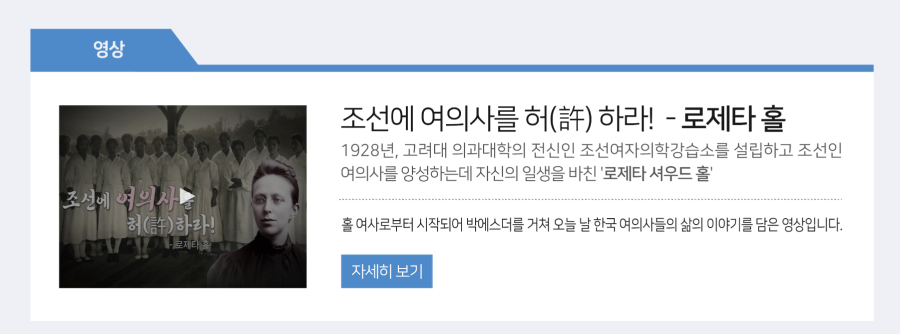 영상
조선에 여의사를
허(許)하라!
- 로제타 홀
조선에 여의사를 허(許) 하라! - 로제타 홀
1928년, 고려대 의과대학의 전신인 조선여자의학강습소를 설립하고 조선인
여의사를 양성하는데 자신의 일생을 바친 '로제타 셔우드 홀'
홀 여사로부터 시작되어 박에스더를 거쳐 오늘 날 한국 여의사들의 삶의 이야기를 담은 영상입니다.
자세히 보기